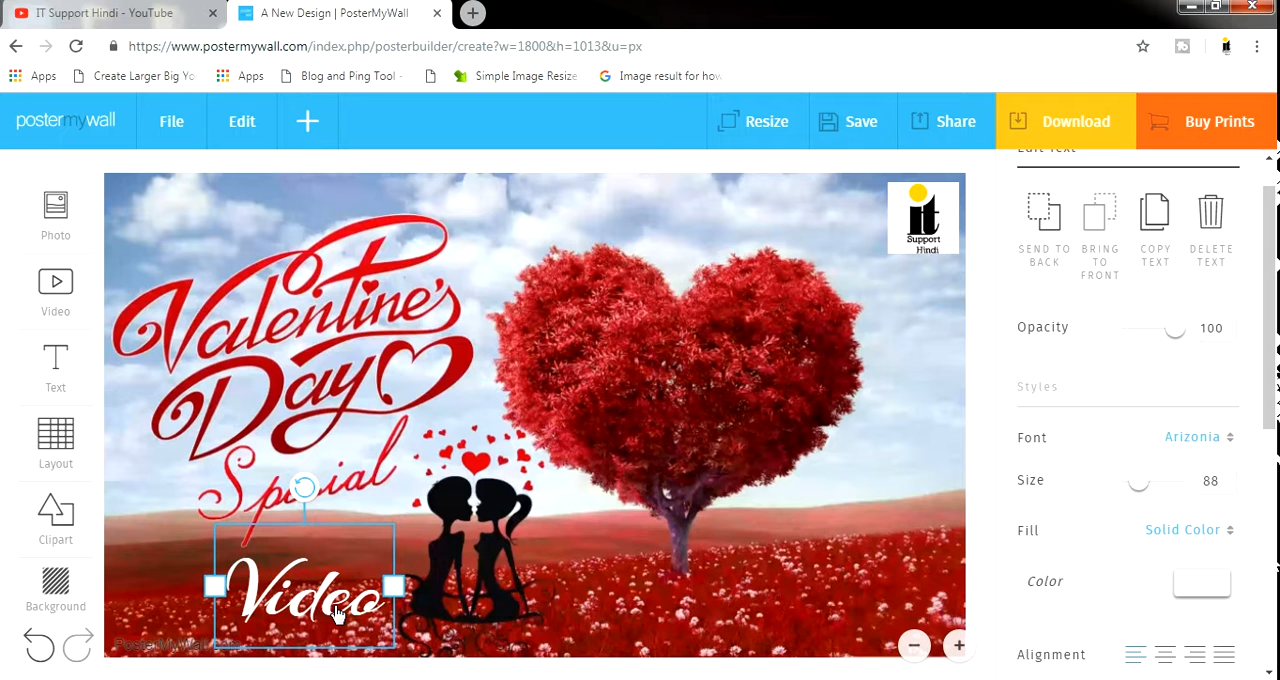 IT Support Hindi - YouTube
A New Design | PosterMyWall
https://www.postermywall.com/index.php/posterbuilder/create?w=1800&h=1013&u=px
Apps
Create Larger Big Yo
Apps
Blog and Ping Tool -
Simple Image Resize
Image result for how
postermywall
File
Edit
Resize
Save
Share
Download
Buy Prints
Photo
Video
Text
Layout
Clipart
Background
Valentine's
Day
Special
Video
it
Support
Hindi
PosterMyWall.com
Edit Text
SEND TO
BACK
BRING
TO
FRONT
COPY
TEXT
DELETE
TEXT
Opacity
100
Styles
Font
Arizonia
Size
88
Fill
Solid Color
Color
Alignment